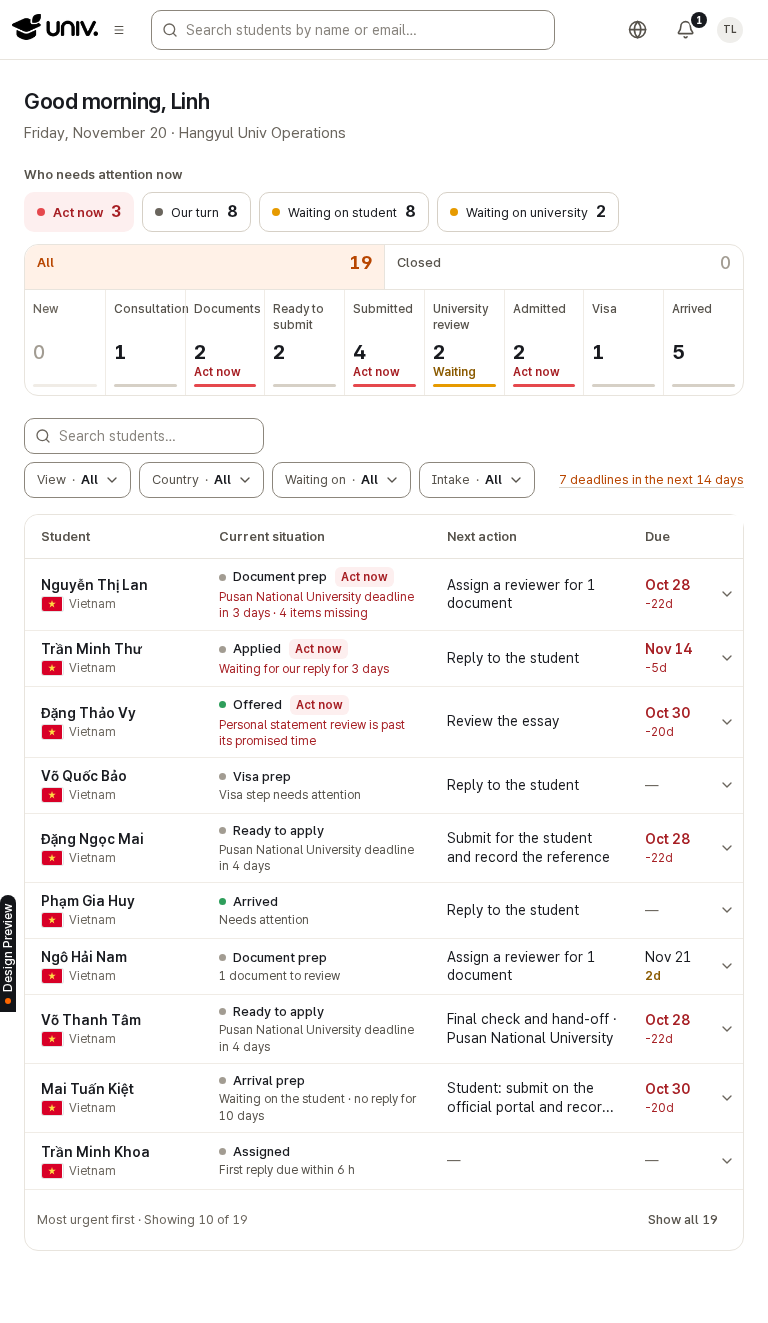 univ.
Search students by name or email...
1
TL
Good morning, Linh
Friday, November 20 · Hangyul Univ Operations
Who needs attention now
Act now 3
Our turn 8
Waiting on student 8
Waiting on university 2
All 19
Closed 0
New
0
Consultation
1
Documents
2
Act now
Ready to
submit
2
Submitted
4
Act now
University
review
2
Waiting
Admitted
2
Act now
Visa
1
Arrived
5
Search students...
View · All
Country · All
Waiting on · All
Intake · All
7 deadlines in the next 14 days
Student Current situation Next action Due
Nguyễn Thị Lan
Vietnam
Document prep Act now
Pusan National University deadline
in 3 days · 4 items missing
Assign a reviewer for 1
document
Oct 28
-22d
Trần Minh Thư
Vietnam
Applied Act now
Waiting for our reply for 3 days
Reply to the student
Nov 14
-5d
Đặng Thảo Vy
Vietnam
Offered Act now
Personal statement review is past
its promised time
Review the essay
Oct 30
-20d
Võ Quốc Bảo
Vietnam
Visa prep
Visa step needs attention
Reply to the student
—
Đặng Ngọc Mai
Vietnam
Ready to apply
Pusan National University deadline
in 4 days
Submit for the student
and record the reference
Oct 28
-22d
Phạm Gia Huy
Vietnam
Arrived
Needs attention
Reply to the student
—
Ngô Hải Nam
Vietnam
Document prep
1 document to review
Assign a reviewer for 1
document
Nov 21
2d
Võ Thanh Tâm
Vietnam
Ready to apply
Pusan National University deadline
in 4 days
Final check and hand-off ·
Pusan National University
Oct 28
-22d
Mai Tuấn Kiệt
Vietnam
Arrival prep
Waiting on the student · no reply for
10 days
Student: submit on the
official portal and recor...
Oct 30
-20d
Trần Minh Khoa
Vietnam
Assigned
First reply due within 6 h
—
—
Most urgent first · Showing 10 of 19
Show all 19
Design Preview